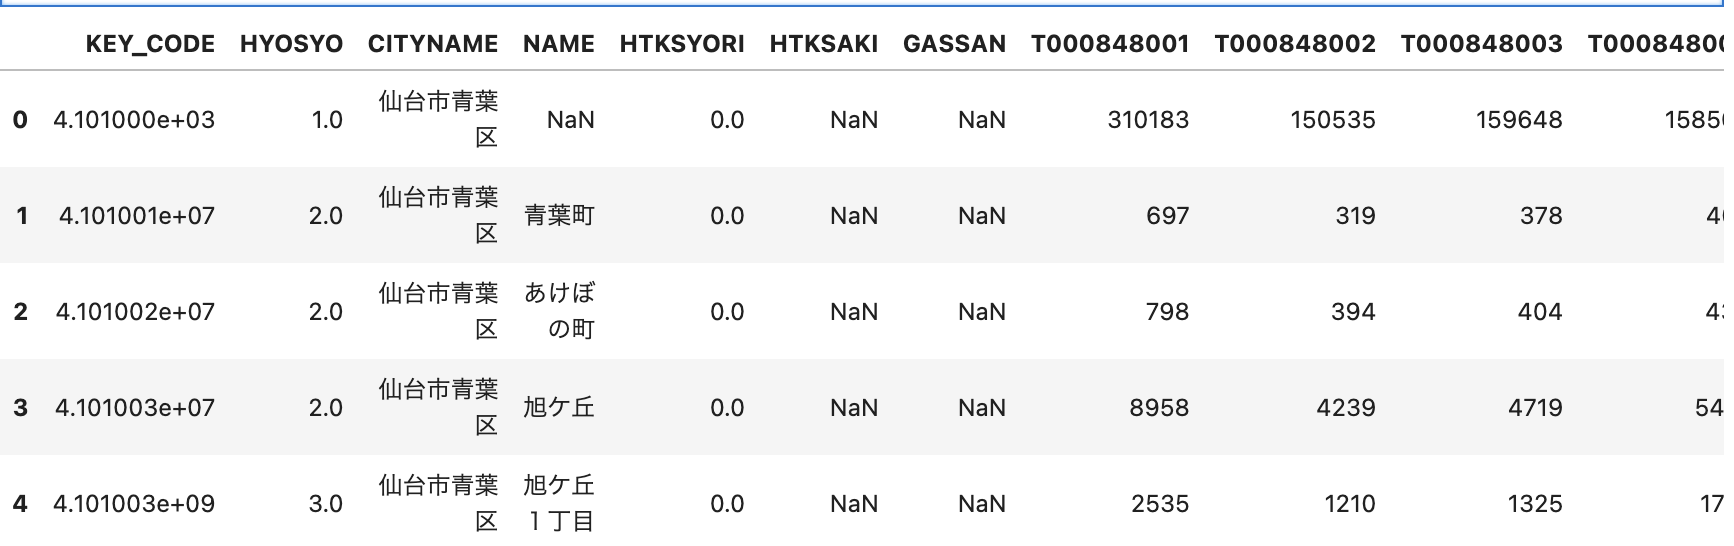 KEY_CODE HYOSYO CITYNAME NAME HTKSYORI HTKSAKI GASSAN T000848001 T000848002 T000848003 T00084800
0 4.101000e+03 1.0 仙台市青葉区 NaN 0.0 NaN NaN 310183 150535 159648 1585
1 4.101001e+07 2.0 仙台市青葉区 青葉町 0.0 NaN NaN 697 319 378 4
2 4.101002e+07 2.0 仙台市青葉区 あけぼの町 0.0 NaN NaN 798 394 404 4
3 4.101003e+07 2.0 仙台市青葉区 旭ケ丘 0.0 NaN NaN 8958 4239 4719 54
4 4.101003e+09 3.0 仙台市青葉区 旭ケ丘１丁目 0.0 NaN NaN 2535 1210 1325 17